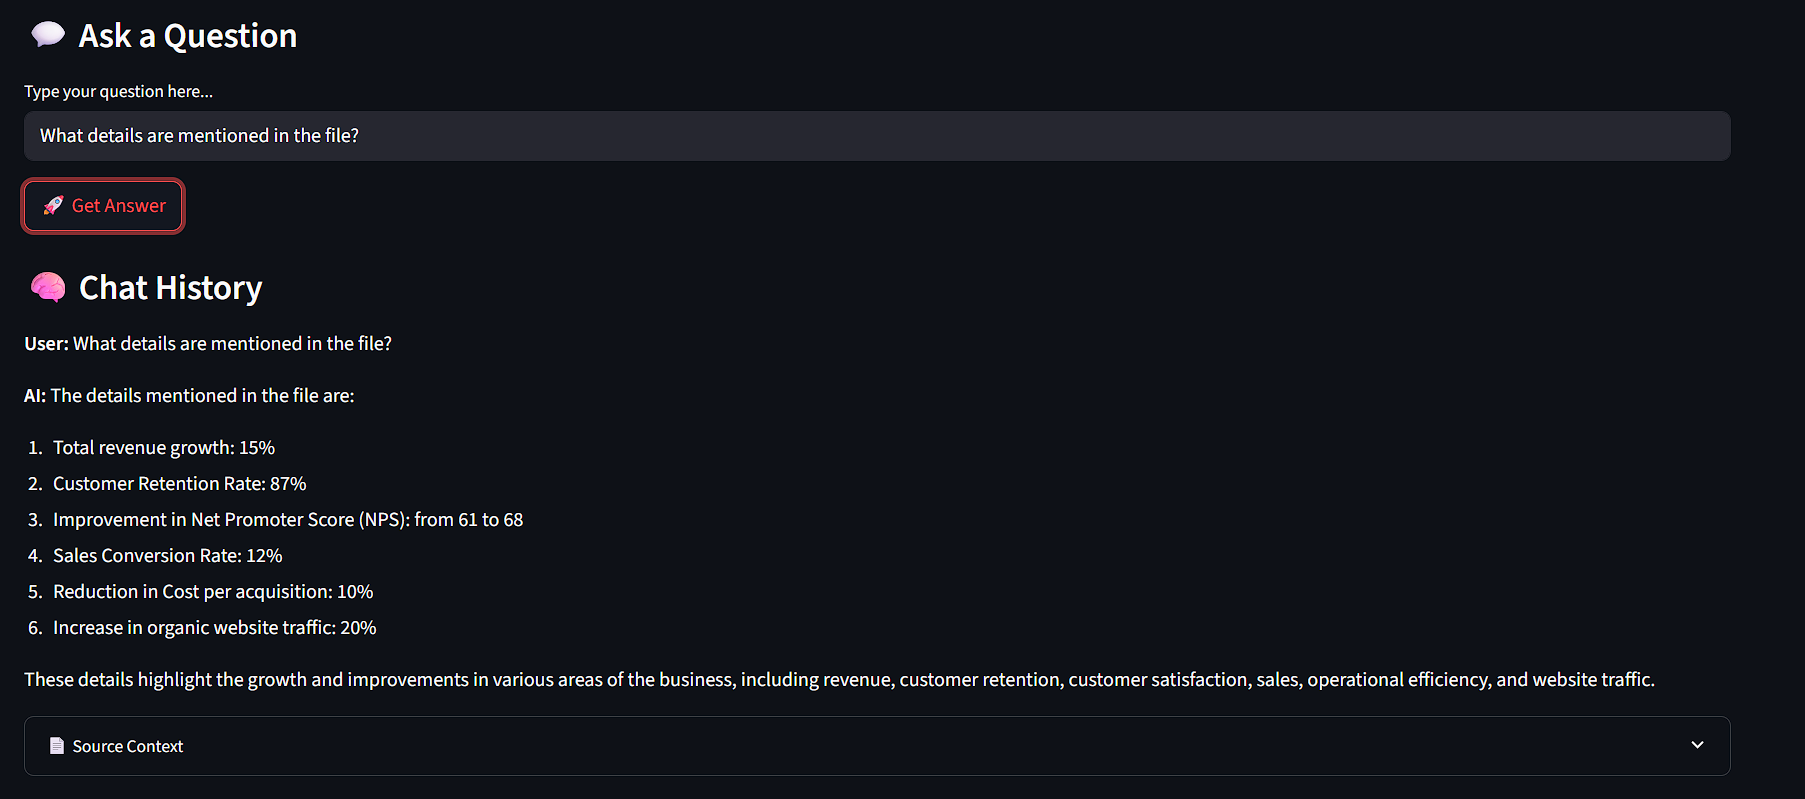 💬 Ask a Question
Type your question here...
What details are mentioned in the file?
🚀 Get Answer
🧠 Chat History
User: What details are mentioned in the file?
AI: The details mentioned in the file are:
1. Total revenue growth: 15%
2. Customer Retention Rate: 87%
3. Improvement in Net Promoter Score (NPS): from 61 to 68
4. Sales Conversion Rate: 12%
5. Reduction in Cost per acquisition: 10%
6. Increase in organic website traffic: 20%
These details highlight the growth and improvements in various areas of the business, including revenue, customer retention, customer satisfaction, sales, operational efficiency, and website traffic.
📄 Source Context